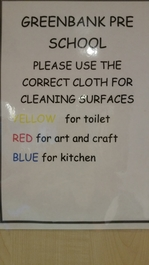 GREENBANK PRE
SCHOOL
PLEASE USE THE
CORRECT CLOTH FOR
CLEANING SURFACES
YELLOW for toilet
RED for art and craft
BLUE for kitchen